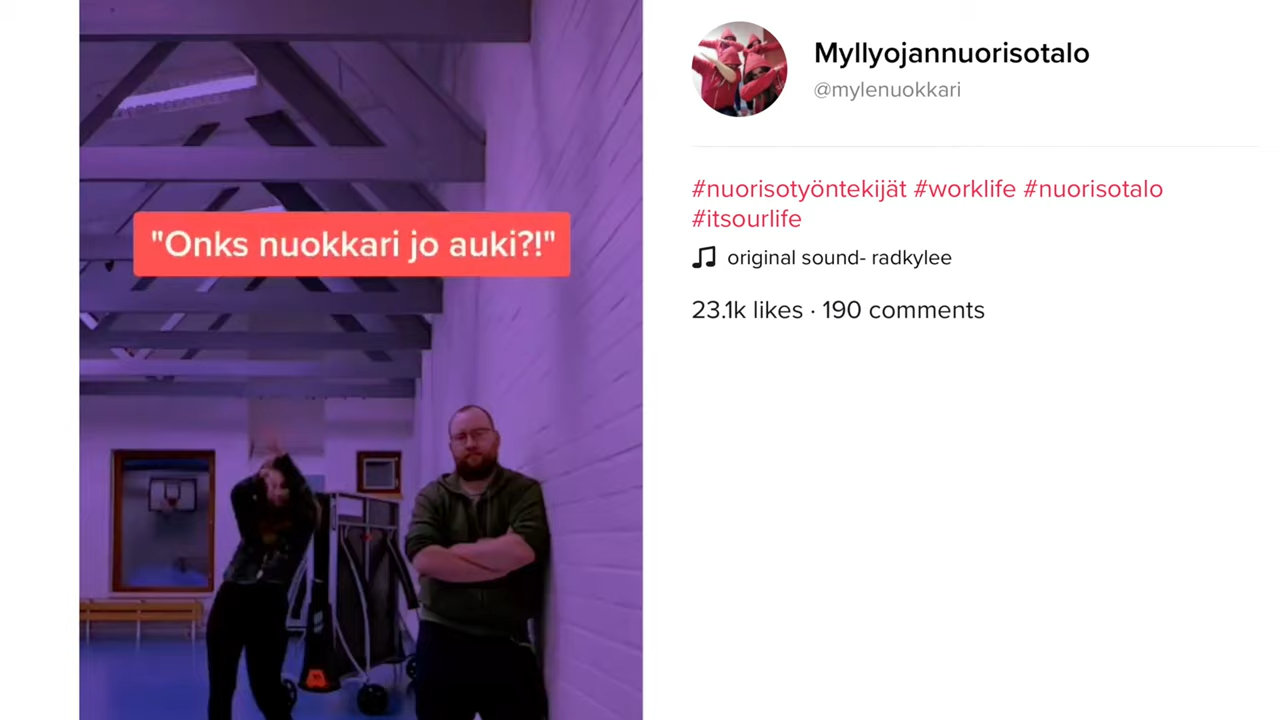 "Onks nuokkari jo auki?!"
Myllyojannuorisotalo
@mylenuokkari
#nuorisotyöntekijät #worklife #nuorisotalo
#itsourlife
original sound- radkylee
23.1k likes · 190 comments